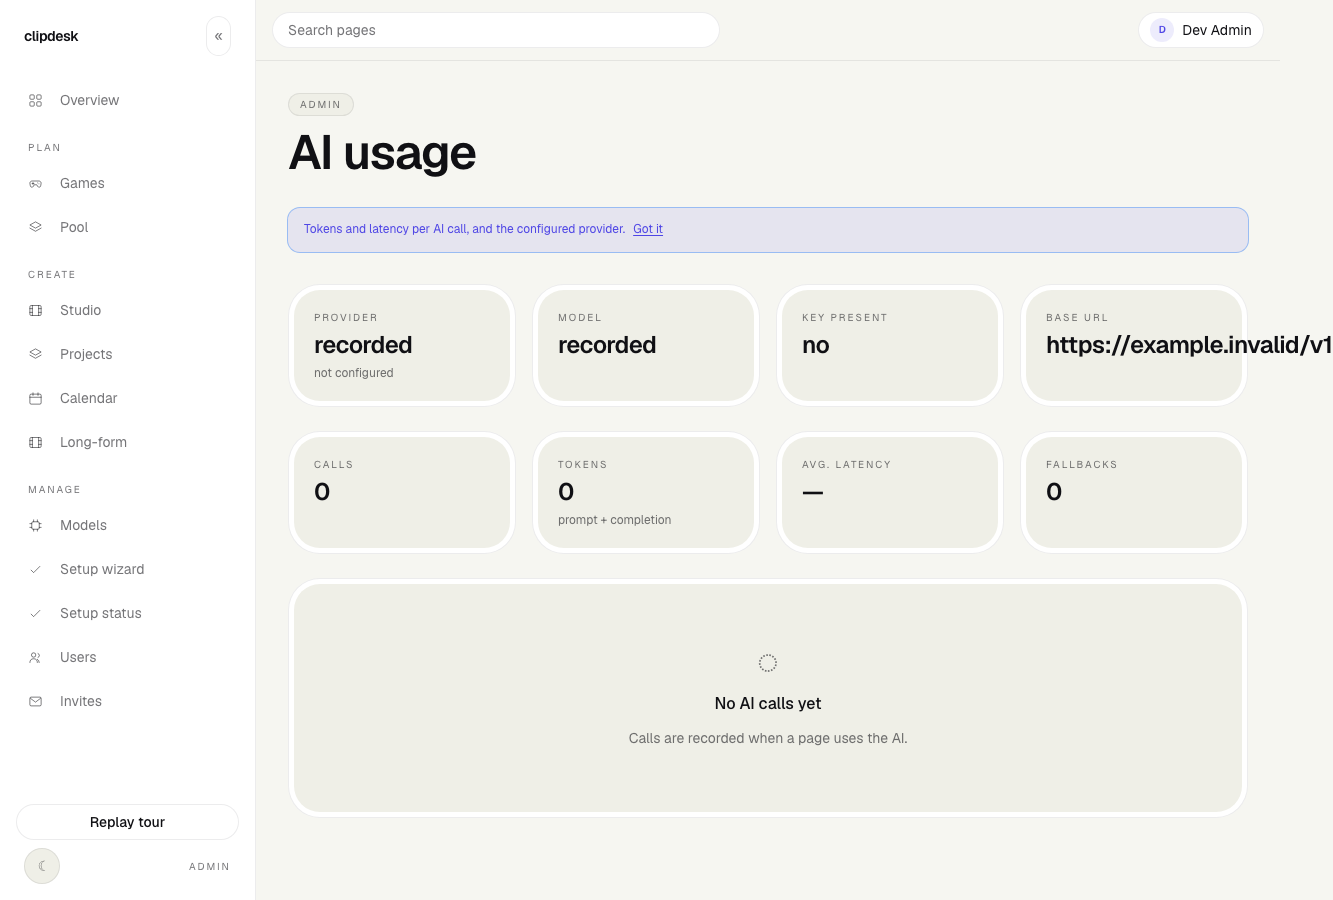 clipdesk
«
Search pages
D
Dev Admin
Overview
PLAN
Games
Pool
CREATE
Studio
Projects
Calendar
Long-form
MANAGE
Models
Setup wizard
Setup status
Users
Invites
Replay tour
ADMIN
ADMIN
AI usage
Tokens and latency per AI call, and the configured provider. Got it
PROVIDER
recorded
not configured
MODEL
recorded
KEY PRESENT
no
BASE URL
https://example.invalid/v1
CALLS
0
TOKENS
0
prompt + completion
AVG. LATENCY
—
FALLBACKS
0
No AI calls yet
Calls are recorded when a page uses the AI.